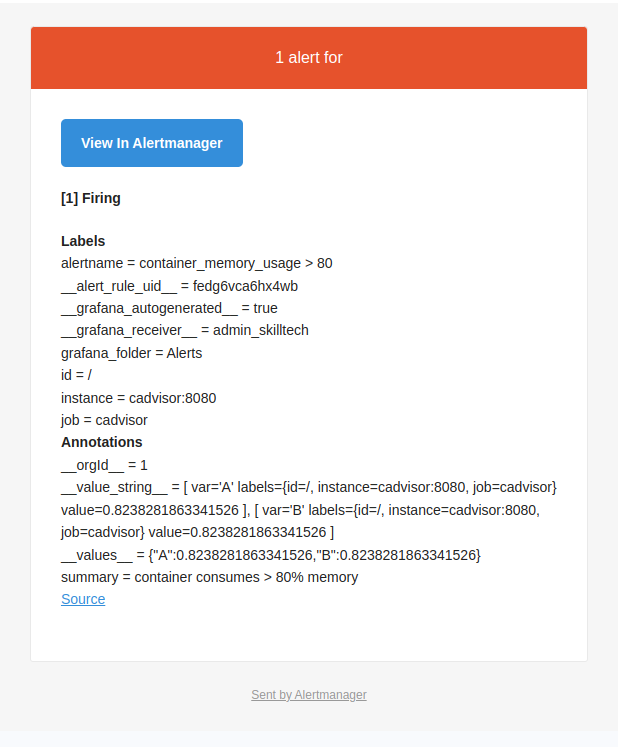 1 alert for
View In Alertmanager
[1] Firing
Labels
alertname = container_memory_usage > 80
__alert_rule_uid__ = fedg6vca6hx4wb
__grafana_autogenerated__ = true
__grafana_receiver__ = admin_skilltech
grafana_folder = Alerts
id = /
instance = cadvisor:8080
job = cadvisor
Annotations
__orgId__ = 1
__value_string__ = [ var='A' labels={id=/, instance=cadvisor:8080, job=cadvisor}
value=0.8238281863341526 ], [ var='B' labels={id=/, instance=cadvisor:8080,
job=cadvisor} value=0.8238281863341526 ]
__values__ = {"A":0.8238281863341526,"B":0.8238281863341526}
summary = container consumes > 80% memory
Source
Sent by Alertmanager